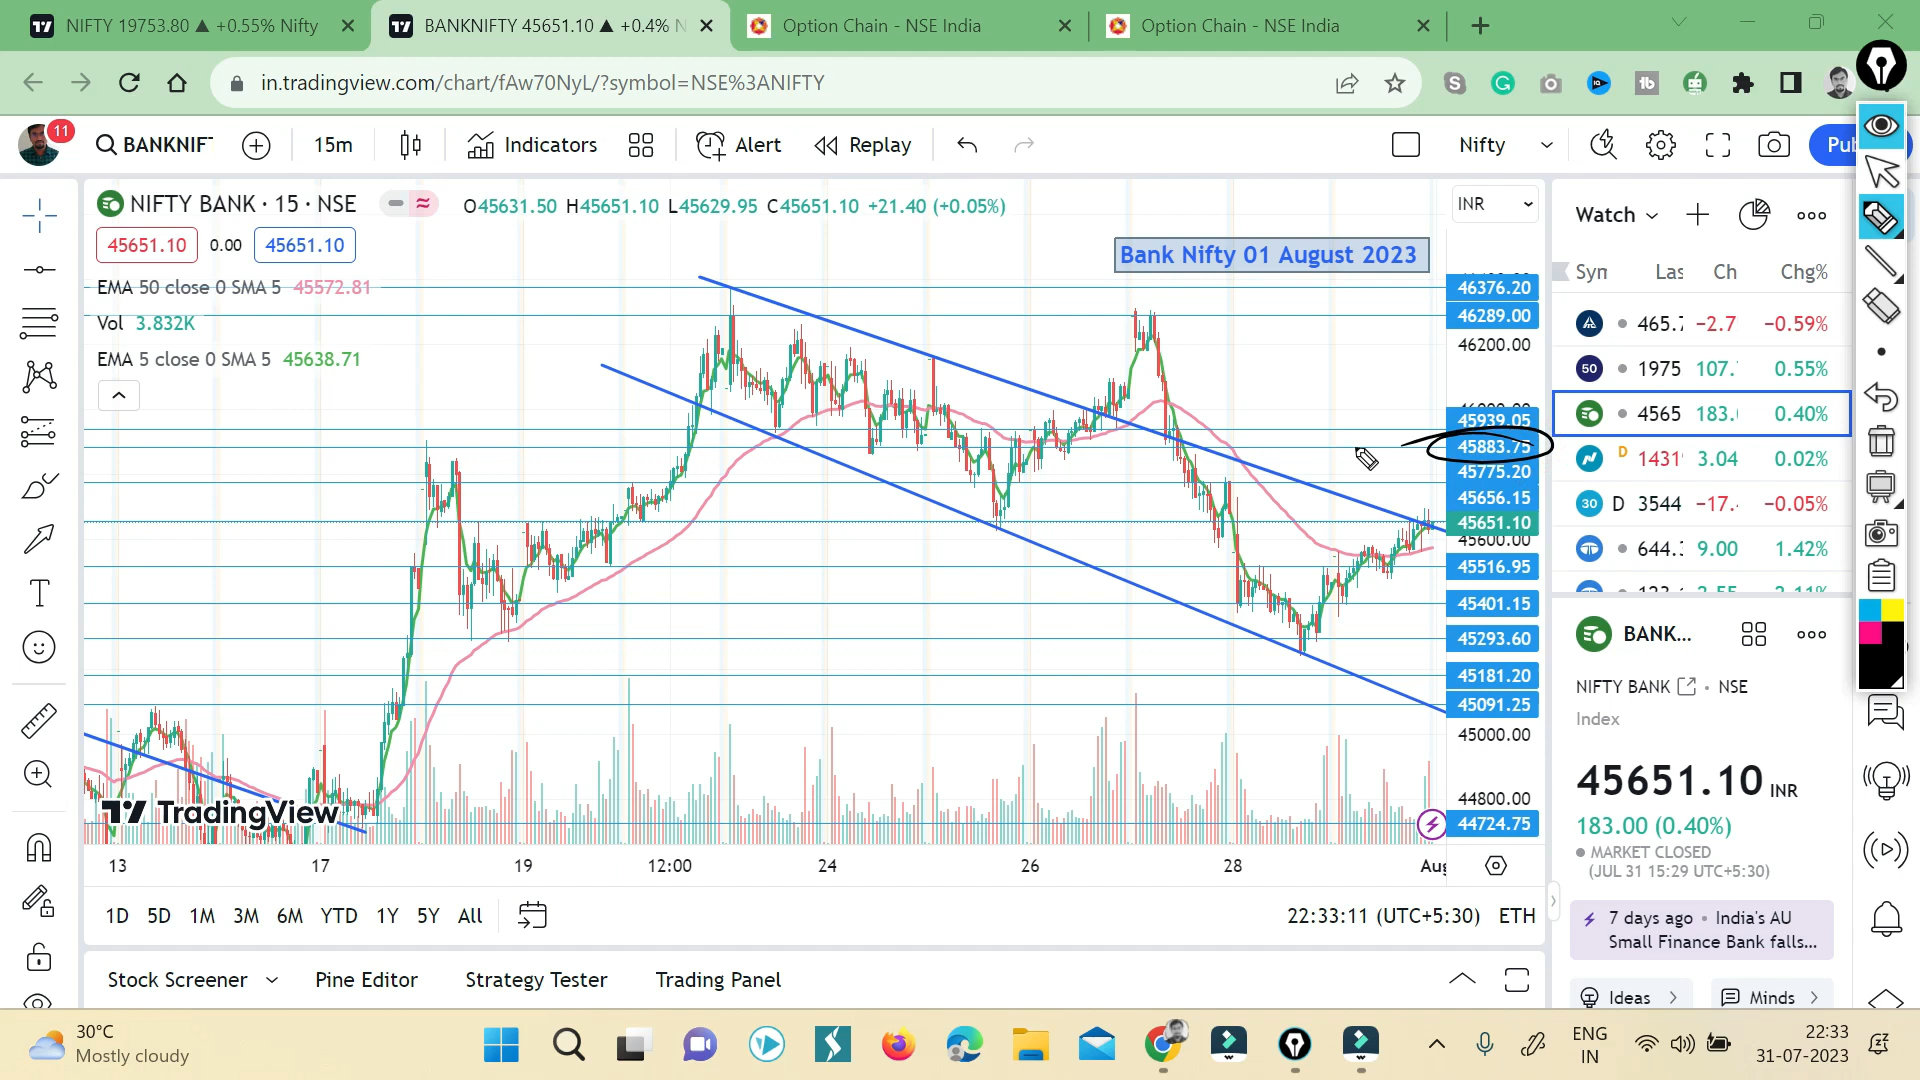 NIFTY 19753.80 ▲ +0.55% Nifty
BANKNIFTY 45651.10 ▲ +0.4% N
Option Chain - NSE India
Option Chain - NSE India
in.tradingview.com/chart/fAw70NyL/?symbol=NSE%3ANIFTY
11
BANKNIF
15m
Indicators
Alert
Replay
Nifty
Pu
NIFTY BANK · 15 · NSE
O45631.50 H45651.10 L45629.95 C45651.10 +21.40 (+0.05%)
INR
45651.10 0.00 45651.10
Bank Nifty 01 August 2023
EMA 50 close 0 SMA 5 45572.81
Vol 3.832K
EMA 5 close 0 SMA 5 45638.71
46376.20
46289.00
46200.00
45939.05
45883.75
45775.20
45656.15
45651.10
45600.00
45516.95
45401.15
45293.60
45181.20
45091.25
45000.00
44800.00
44724.75
TradingView
13 17 19 12:00 24 26 28 Aug
1D 5D 1M 3M 6M YTD 1Y 5Y All
22:33:11 (UTC+5:30) ETH
Stock Screener Pine Editor Strategy Tester Trading Panel
Watch
Sym Las Ch Chg%
465.7 −2.7 −0.59%
50 1975 107. 0.55%
4565 183. 0.40%
D 1431 3.04 0.02%
30 D 3544 −17. −0.05%
644. 9.00 1.42%
BANK...
NIFTY BANK · NSE
Index
45651.10 INR
183.00 (0.40%)
MARKET CLOSED
(JUL 31 15:29 UTC+5:30)
7 days ago • India's AU
Small Finance Bank falls...
Ideas
Minds
30°C
Mostly cloudy
ENG
IN
22:33
31-07-2023